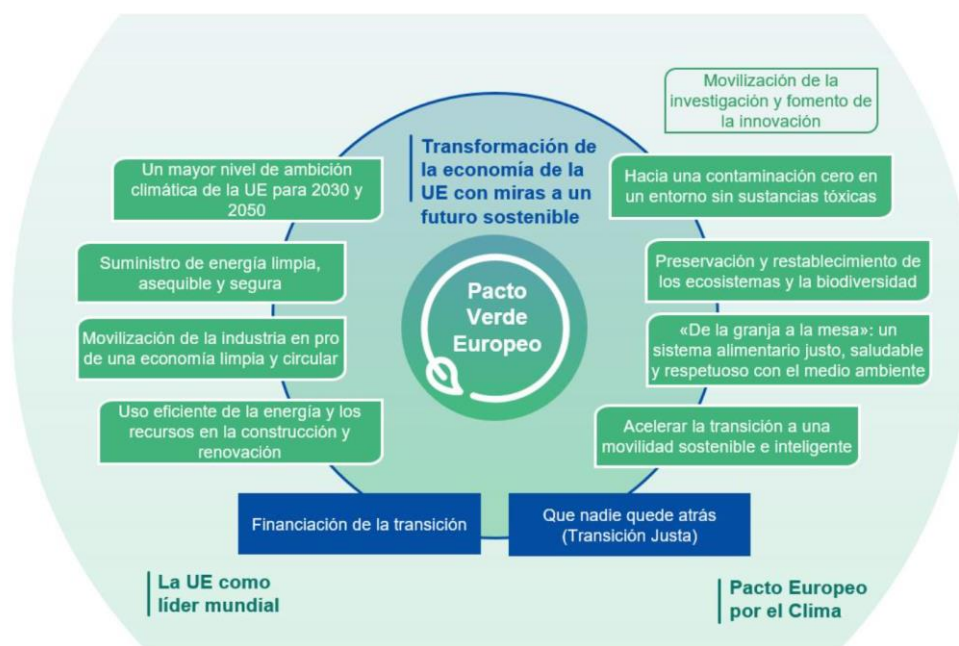 Movilización de la
investigación y fomento de
la innovación
Transformación de
la economía de la
UE con miras a un
futuro sostenible
Un mayor nivel de ambición
climática de la UE para 2030 y
2050
Suministro de energía limpia,
asequible y segura
Movilización de la industria en pro
de una economía limpia y circular
Uso eficiente de la energía y los
recursos en la construcción y
renovación
Pacto
Verde
Europeo
Hacia una contaminación cero en
un entorno sin sustancias tóxicas
Preservación y restablecimiento de
los ecosistemas y la biodiversidad
«De la granja a la mesa»: un
sistema alimentario justo, saludable
y respetuoso con el medio ambiente
Acelerar la transición a una
movilidad sostenible e inteligente
Financiación de la transición
Que nadie quede atrás
(Transición Justa)
La UE como
líder mundial
Pacto Europeo
por el Clima